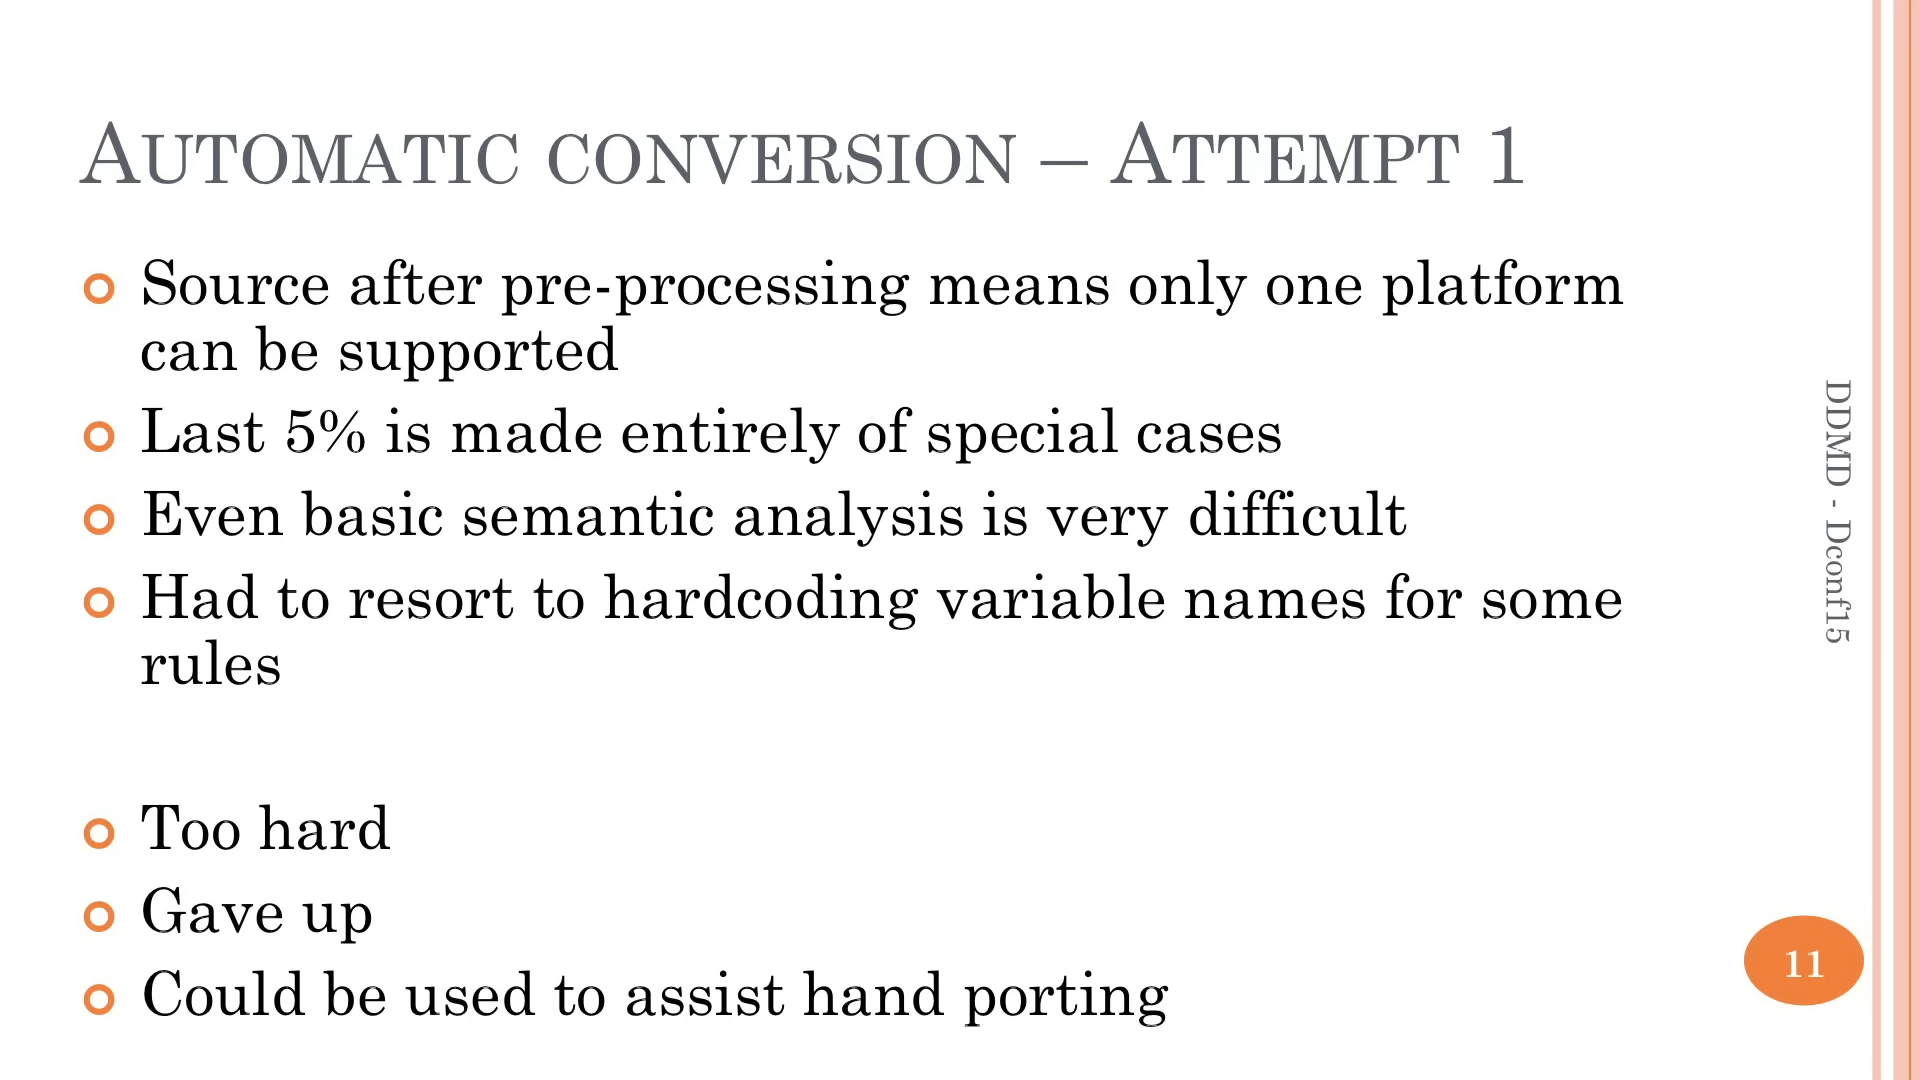 AUTOMATIC CONVERSION – ATTEMPT 1
Source after pre-processing means only one platform
can be supported
Last 5% is made entirely of special cases
Even basic semantic analysis is very difficult
Had to resort to hardcoding variable names for some
rules
Too hard
Gave up
Could be used to assist hand porting
DDMD - Dconf15
11